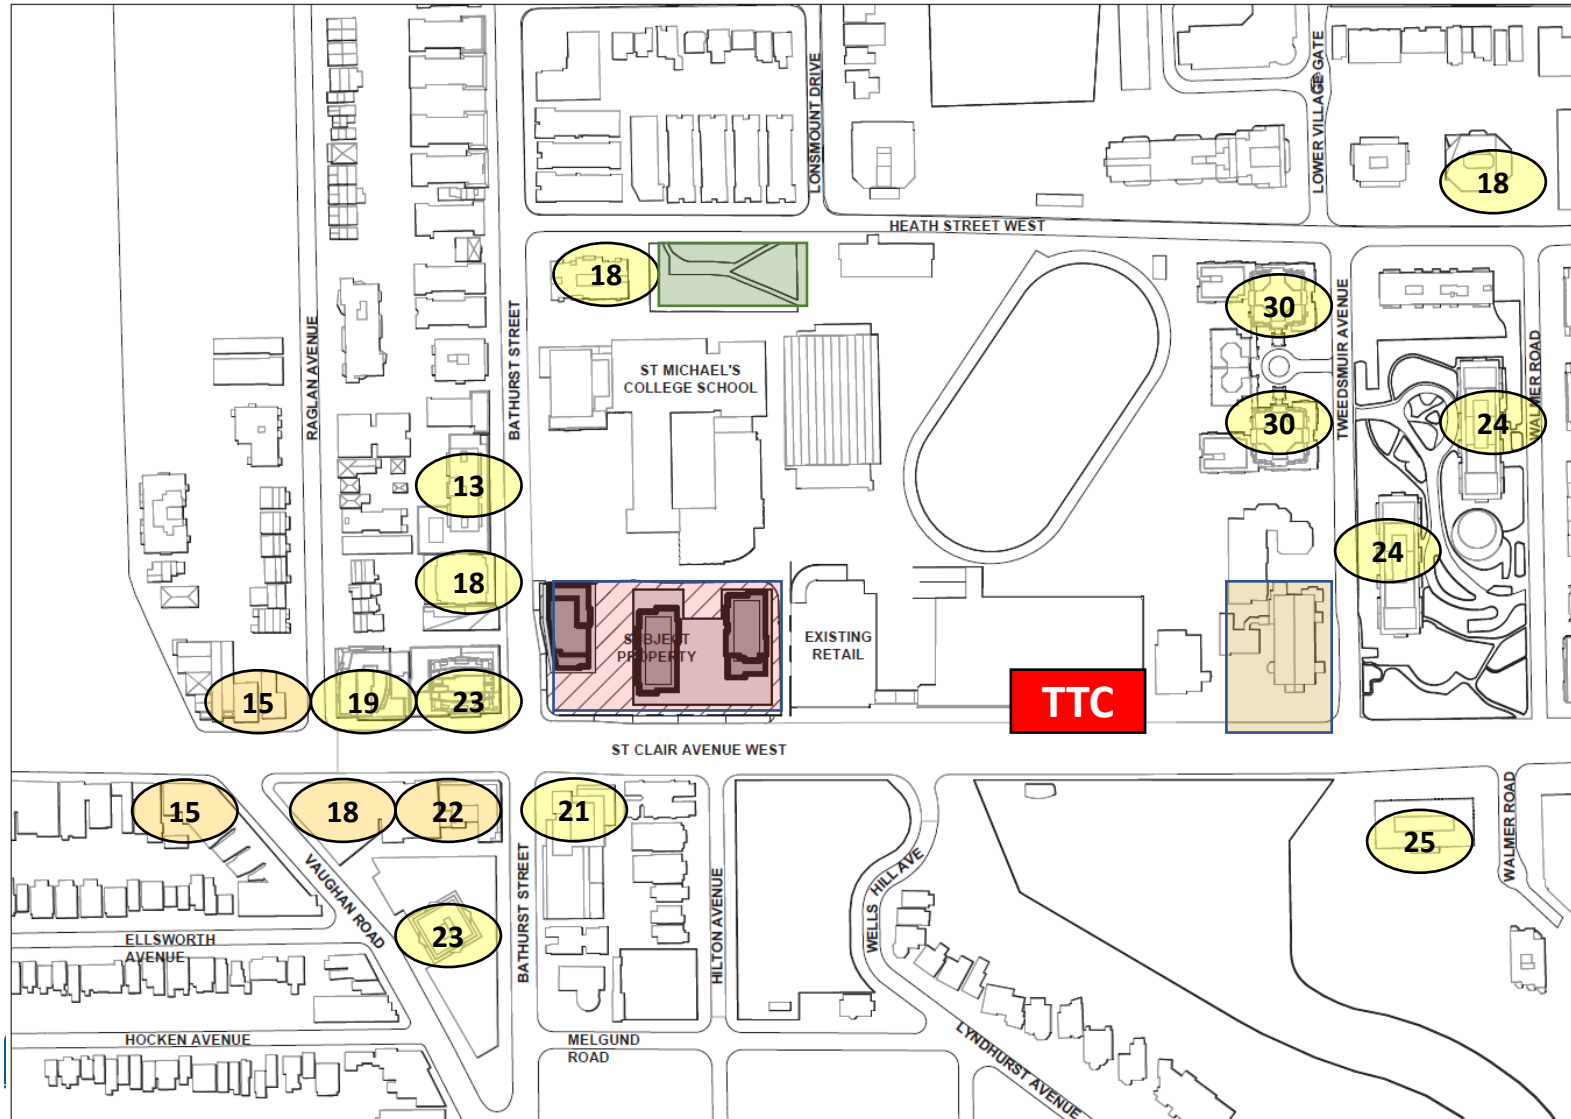 LONSMOUNT DRIVE
LOWER VILLAGE GATE
18
HEATH STREET WEST
18
30
RAGLAN AVENUE
BATHURST STREET
ST MICHAEL'S
COLLEGE SCHOOL
TWEEDSMUIR AVENUE
WALMER ROAD
30
24
13
24
18
SUBJECT
PROPERTY
EXISTING
RETAIL
15
19
23
TTC
ST CLAIR AVENUE WEST
15
18
22
21
25
WALMER ROAD
VAUGHAN ROAD
BATHURST STREET
HILTON AVENUE
WELLS HILL AVE
23
ELLSWORTH
AVENUE
HOCKEN AVENUE
MELGUND
ROAD
LYNDHURST AVENUE